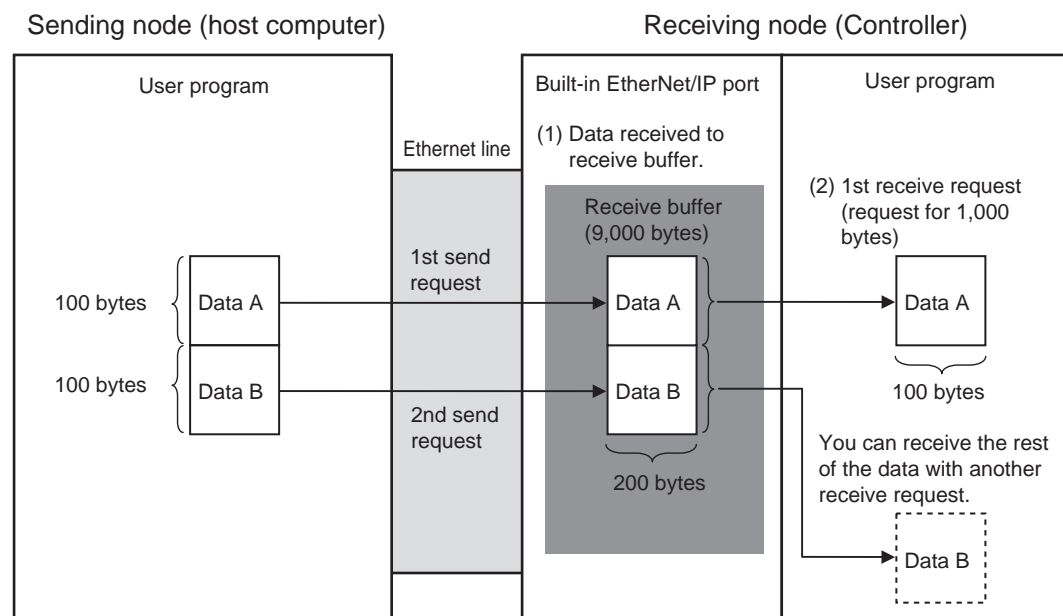 Sending node (host computer)
Receiving node (Controller)
User program
Built-in EtherNet/IP port
User program
Ethernet line
(1) Data received to
receive buffer.
(2) 1st receive request
(request for 1,000
bytes)
Receive buffer
(9,000 bytes)
1st send
request
100 bytes
Data A
Data A
Data A
100 bytes
100 bytes
Data B
Data B
2nd send
request
200 bytes
You can receive the rest
of the data with another
receive request.
Data B